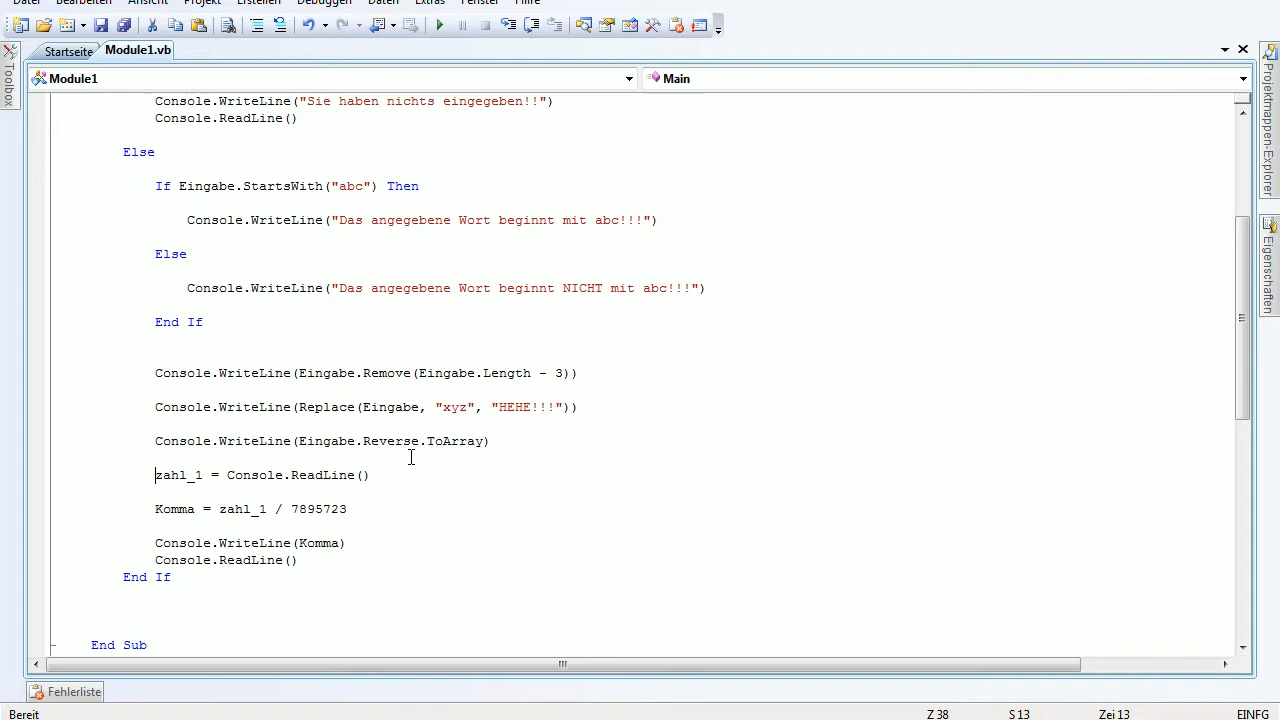 Datei Bearbeiten Ansicht Projekt Erstellen Debuggen Daten Extras Fenster Hilfe
Startseite Module1.vb
Module1 Main
Toolbox
Projektmappen-Explorer
Eigenschaften
Console.WriteLine("Sie haben nichts eingegeben!!")
Console.ReadLine()
Else
If Eingabe.StartsWith("abc") Then
Console.WriteLine("Das angegebene Wort beginnt mit abc!!!")
Else
Console.WriteLine("Das angegebene Wort beginnt NICHT mit abc!!!")
End If
Console.WriteLine(Eingabe.Remove(Eingabe.Length - 3))
Console.WriteLine(Replace(Eingabe, "xyz", "HEHE!!!"))
Console.WriteLine(Eingabe.Reverse.ToArray)
zahl_1 = Console.ReadLine()
Komma = zahl_1 / 7895723
Console.WriteLine(Komma)
Console.ReadLine()
End If
End Sub
Fehlerliste
Bereit Z 38 S 13 Zei 13 EINFG